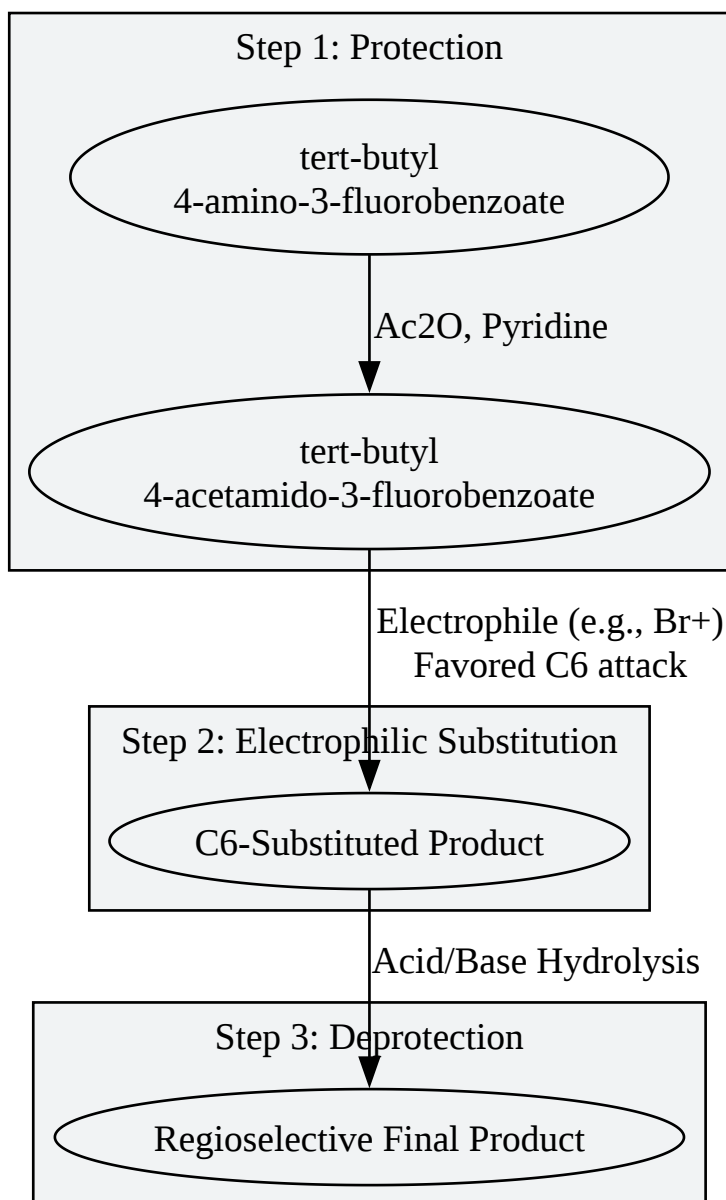 Step 1: Protection
tert-butyl
4-amino-3-fluorobenzoate
Ac2O, Pyridine
tert-butyl
4-acetamido-3-fluorobenzoate
Electrophile (e.g., Br+)
Favored C6 attack
Step 2: Electrophilic Substitution
C6-Substituted Product
Acid/Base Hydrolysis
Step 3: Deprotection
Regioselective Final Product